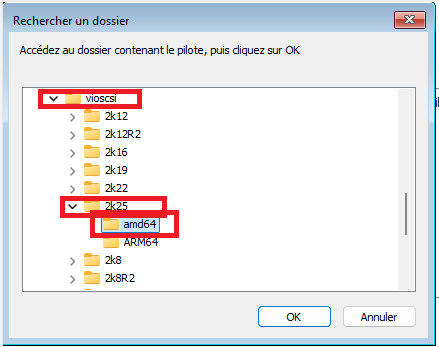 Rechercher un dossier
Accédez au dossier contenant le pilote, puis cliquez sur OK
vioscsi
2k12
2k12R2
2k16
2k19
2k22
2k25
amd64
ARM64
2k8
2k8R2
OK
Annuler